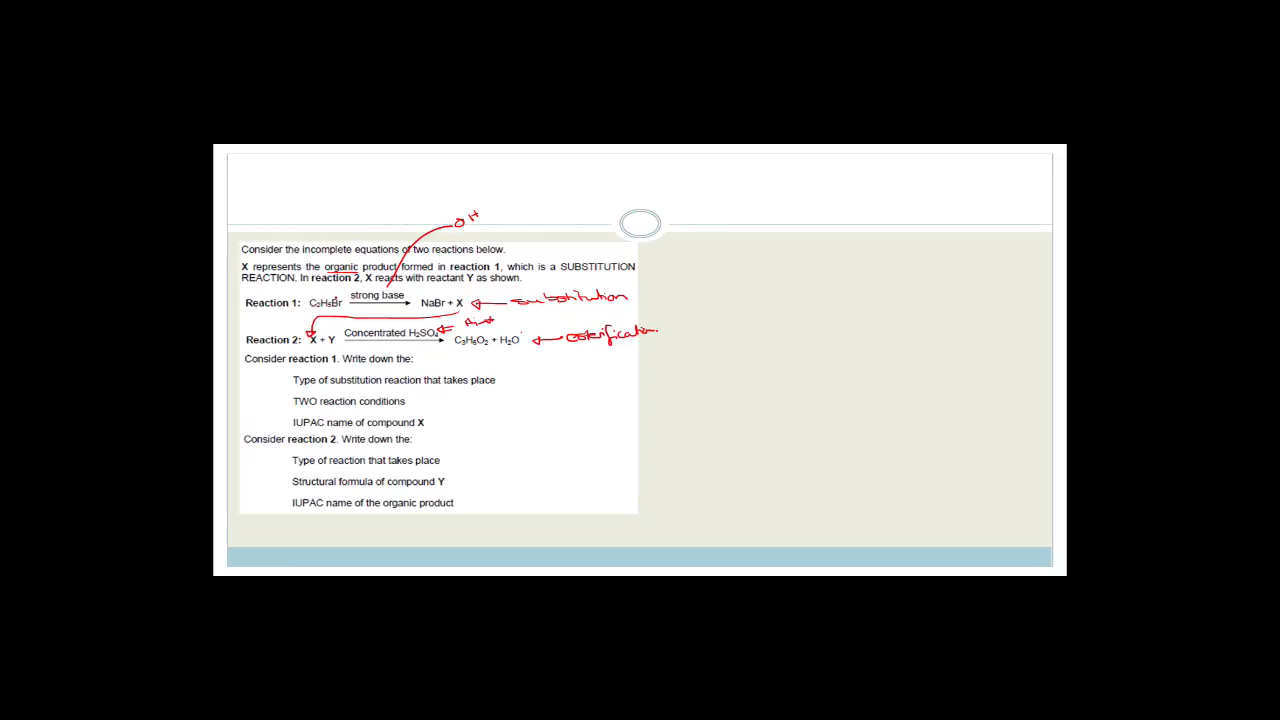 OH
Consider the incomplete equations of two reactions below.
X represents the organic product formed in reaction 1, which is a SUBSTITUTION
REACTION. In reaction 2, X reacts with reactant Y as shown.
strong base
Reaction 1: C₂H₅Br NaBr + X substitution
Concentrated H₂SO₄
Reaction 2: X + Y C₃H₆O₂ + H₂O esterification
Consider reaction 1. Write down the:
Type of substitution reaction that takes place
TWO reaction conditions
IUPAC name of compound X
Consider reaction 2. Write down the:
Type of reaction that takes place
Structural formula of compound Y
IUPAC name of the organic product